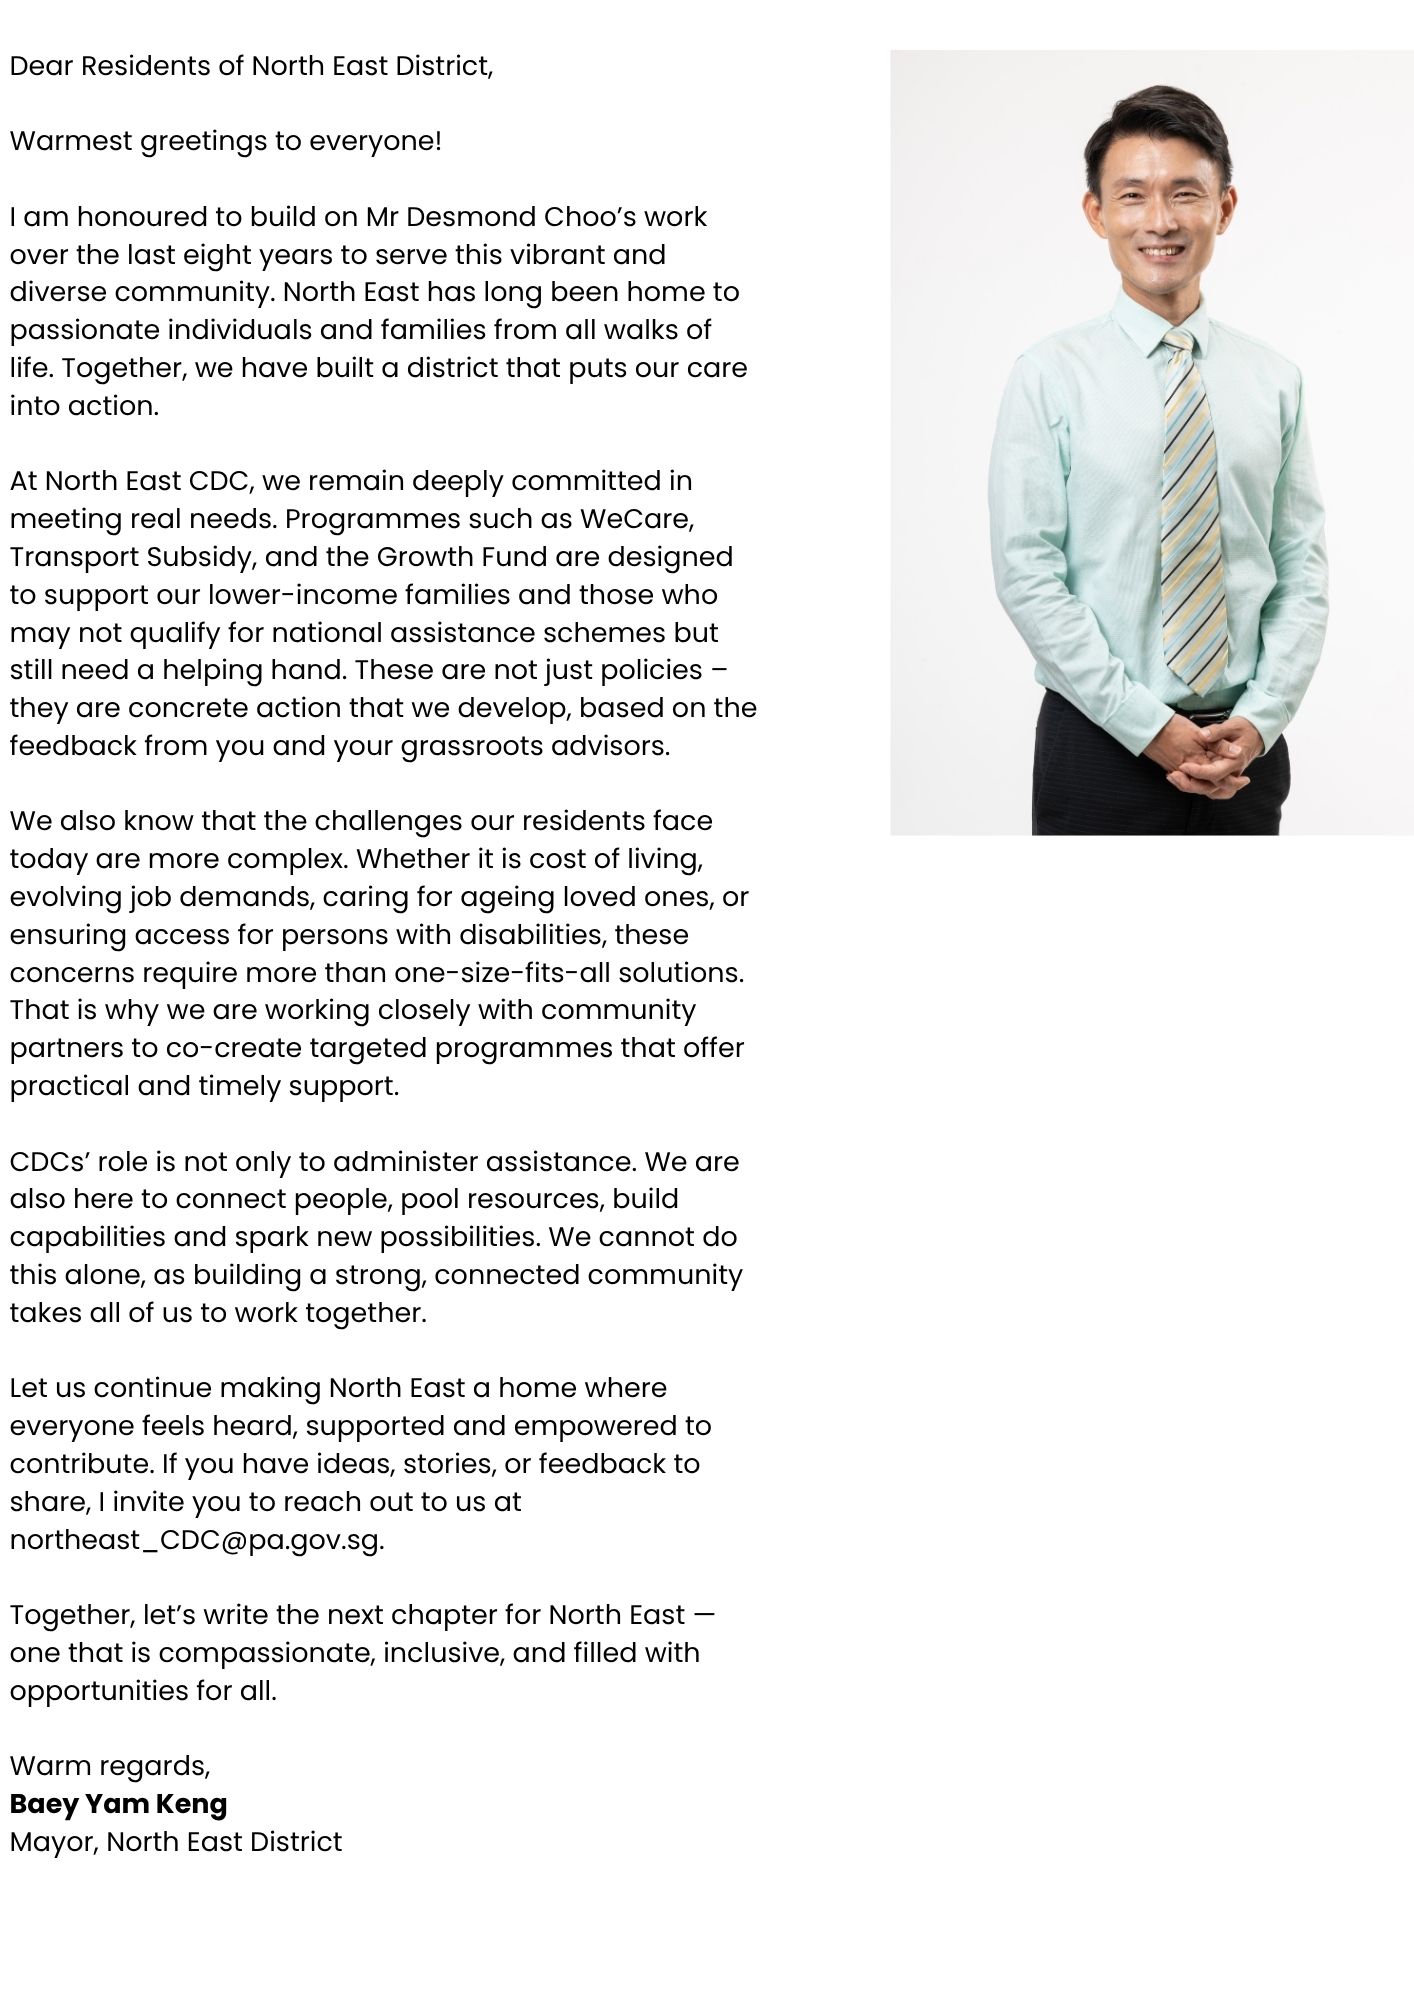 Dear Residents of North East District,
Warmest greetings to everyone!
I am honoured to build on Mr Desmond Choo’s work
over the last eight years to serve this vibrant and
diverse community. North East has long been home to
passionate individuals and families from all walks of
life. Together, we have built a district that puts our care
into action.
At North East CDC, we remain deeply committed in
meeting real needs. Programmes such as WeCare,
Transport Subsidy, and the Growth Fund are designed
to support our lower-income families and those who
may not qualify for national assistance schemes but
still need a helping hand. These are not just policies –
they are concrete action that we develop, based on the
feedback from you and your grassroots advisors.
We also know that the challenges our residents face
today are more complex. Whether it is cost of living,
evolving job demands, caring for ageing loved ones, or
ensuring access for persons with disabilities, these
concerns require more than one-size-fits-all solutions.
That is why we are working closely with community
partners to co-create targeted programmes that offer
practical and timely support.
CDCs’ role is not only to administer assistance. We are
also here to connect people, pool resources, build
capabilities and spark new possibilities. We cannot do
this alone, as building a strong, connected community
takes all of us to work together.
Let us continue making North East a home where
everyone feels heard, supported and empowered to
contribute. If you have ideas, stories, or feedback to
share, I invite you to reach out to us at
northeast_CDC@pa.gov.sg.
Together, let’s write the next chapter for North East —
one that is compassionate, inclusive, and filled with
opportunities for all.
Warm regards,
Baey Yam Keng
Mayor, North East District